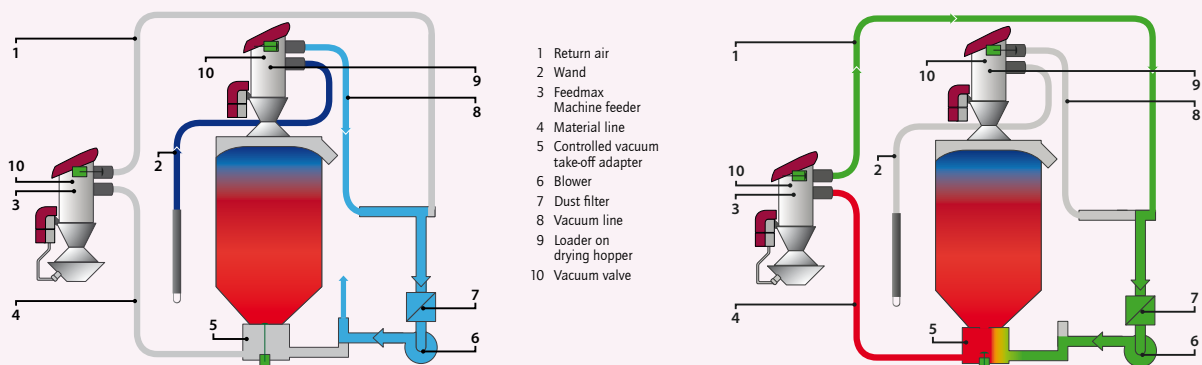 1
10
9
8
2
10
3
4
5
7
6
1 Return air
2 Wand
3 Feedmax
Machine feeder
4 Material line
5 Controlled vacuum
take-off adapter
6 Blower
7 Dust filter
8 Vacuum line
9 Loader on
drying hopper
10 Vacuum valve
1
10
9
8
2
10
3
4
5
7
6